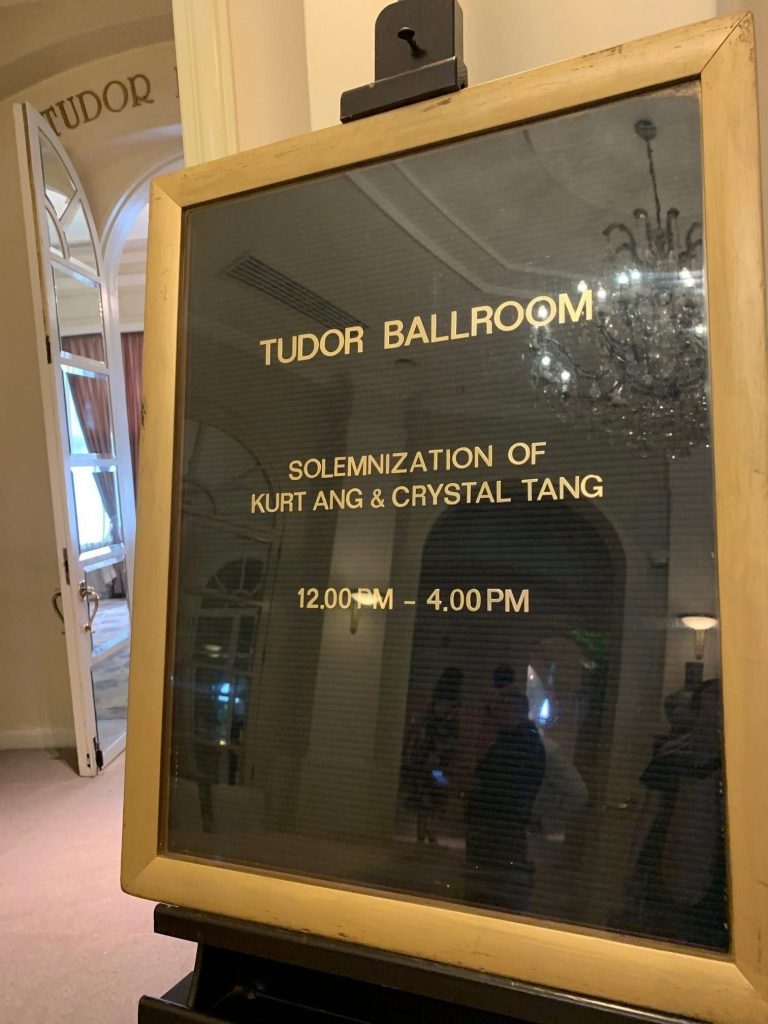 TUDOR
TUDOR BALLROOM
SOLEMNIZATION OF
KURT ANG & CRYSTAL TANG
12.00 PM – 4.00 PM